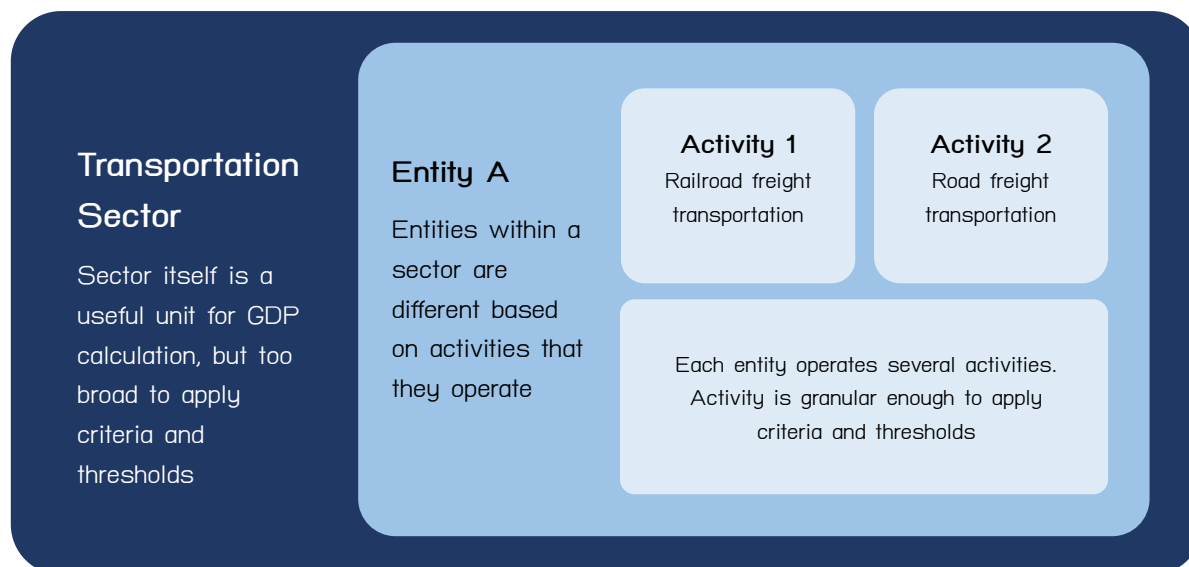 Transportation
Sector
Sector itself is a
useful unit for GDP
calculation, but too
broad to apply
criteria and
thresholds
Entity A
Entities within a
sector are
different based
on activities that
they operate
Activity 1
Railroad freight
transportation
Activity 2
Road freight
transportation
Each entity operates several activities.
Activity is granular enough to apply
criteria and thresholds